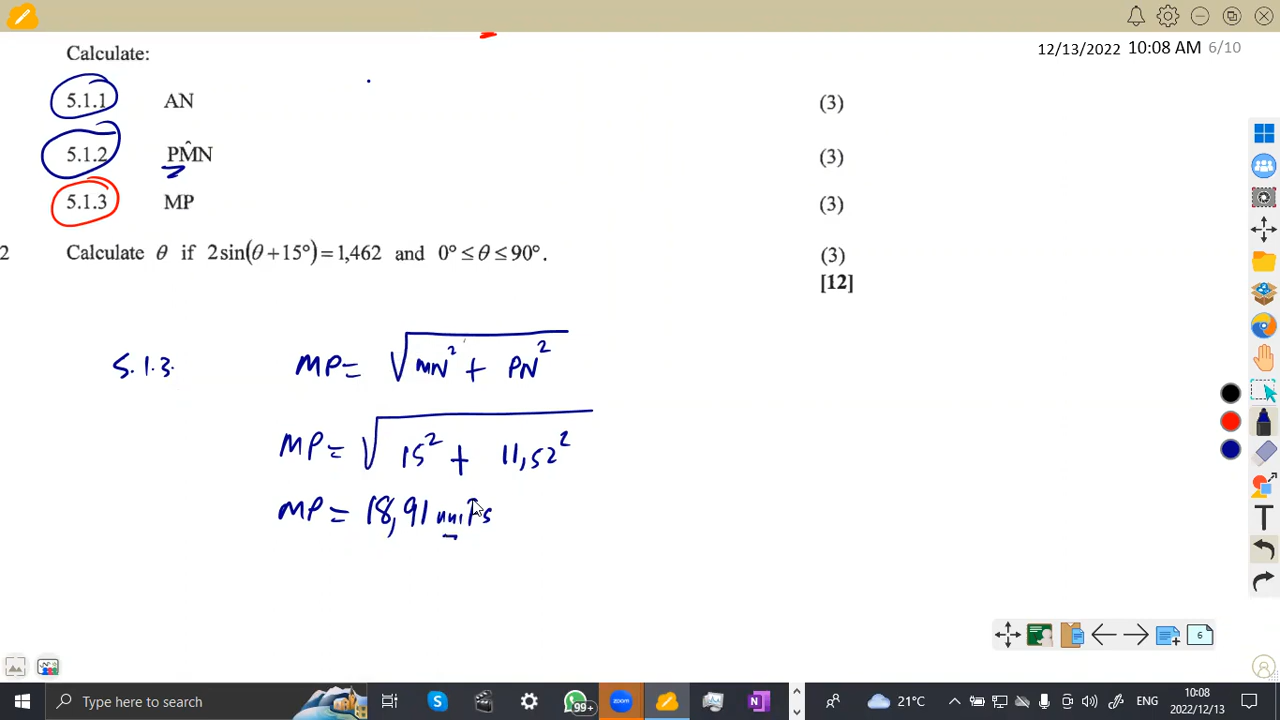 12/13/2022 10:08 AM 6/10
Calculate:
5.1.1 AN (3)
5.1.2 PM̂N (3)
5.1.3 MP (3)
2 Calculate θ if 2sin(θ+15°)=1,462 and 0°≤θ≤90°. (3)
[12]
5.1.3. MP= √MN² + PN²
MP= √15² + 11,52²
MP = 18,91 units
6
Type here to search
99+
zoom
N
21°C
ENG
10:08
2022/12/13